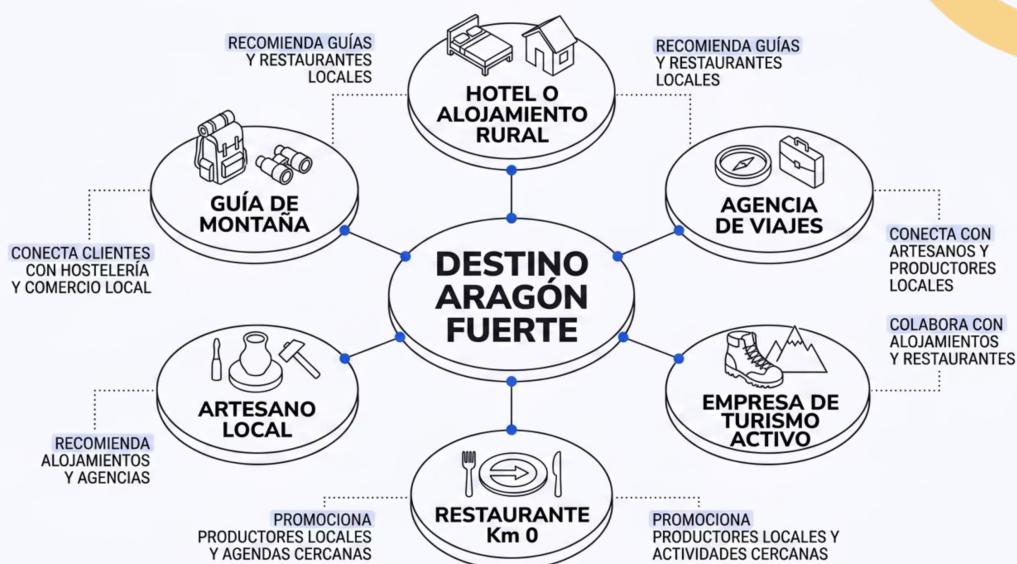 RECOMIENDA GUÍAS
Y RESTAURANTES
LOCALES
HOTEL O
ALOJAMIENTO
RURAL
RECOMIENDA GUÍAS
Y RESTAURANTES
LOCALES
GUÍA DE
MONTAÑA
AGENCIA
DE VIAJES
CONECTA CLIENTES
CON HOSTELERÍA
Y COMERCIO LOCAL
DESTINO
ARAGÓN
FUERTE
CONECTA CON
ARTESANOS Y
PRODUCTORES
LOCALES
COLABORA CON
ALOJAMIENTOS
Y RESTAURANTES
ARTESANO
LOCAL
EMPRESA DE
TURISMO
ACTIVO
RECOMIENDA
ALOJAMIENTOS
Y AGENCIAS
RESTAURANTE
Km 0
PROMOCIONA
PRODUCTORES LOCALES
Y AGENDAS CERCANAS
PROMOCIONA
PRODUCTORES LOCALES Y
ACTIVIDADES CERCANAS